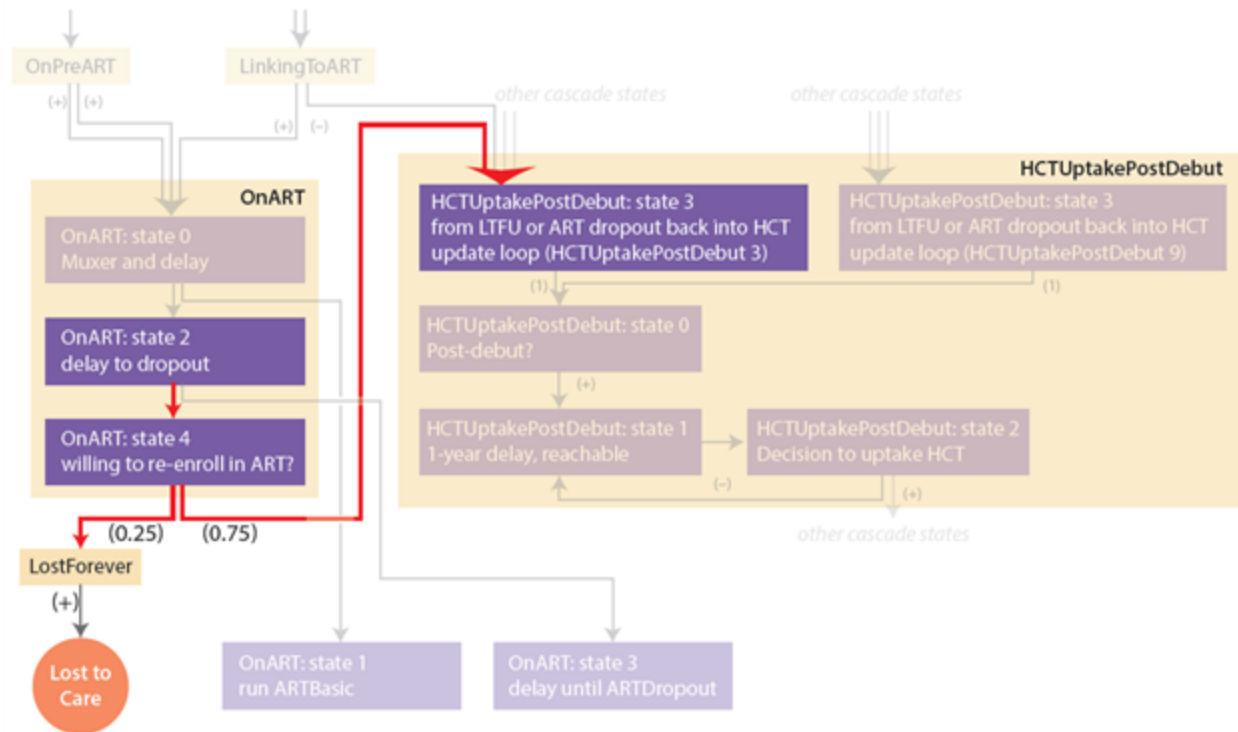 OnPreART
LinkingToART
(+)
(+)
(+)
(–)
other cascade states
other cascade states
OnART
HCTUptakePostDebut
OnART: state 0
Muxer and delay
HCTUptakePostDebut: state 3
from LTFU or ART dropout back into HCT
update loop (HCTUptakePostDebut 3)
HCTUptakePostDebut: state 3
from LTFU or ART dropout back into HCT
update loop (HCTUptakePostDebut 9)
(1)
(1)
OnART: state 2
delay to dropout
HCTUptakePostDebut: state 0
Post-debut?
(+)
OnART: state 4
willing to re-enroll in ART?
HCTUptakePostDebut: state 1
1-year delay, reachable
HCTUptakePostDebut: state 2
Decision to uptake HCT
(–)
(+)
other cascade states
(0.25)
(0.75)
LostForever
(+)
Lost to
Care
OnART: state 1
run ARTBasic
OnART: state 3
delay until ARTDropout